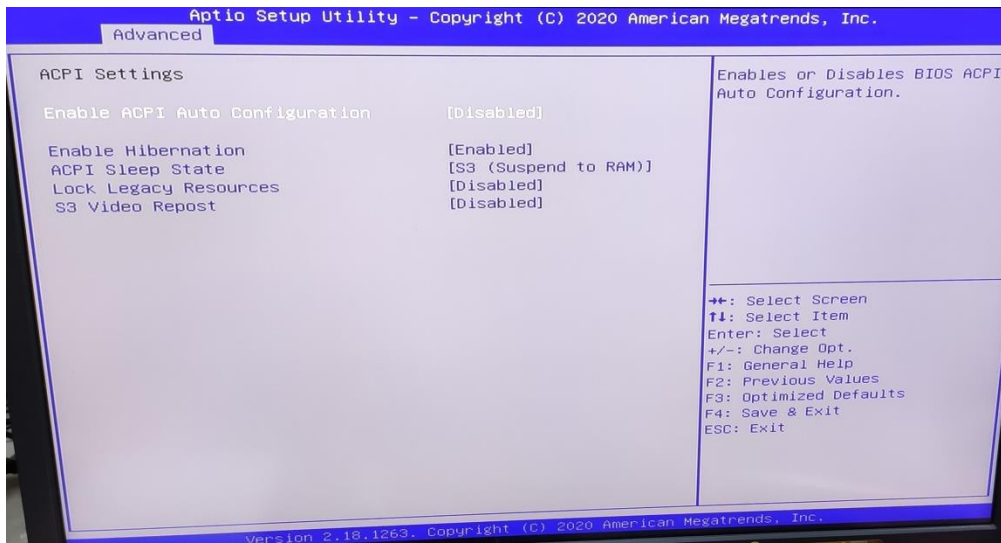 Aptio Setup Utility – Copyright (C) 2020 American Megatrends, Inc.
Advanced
ACPI Settings
Enable ACPI Auto Configuration [Disabled]
Enable Hibernation [Enabled]
ACPI Sleep State [S3 (Suspend to RAM)]
Lock Legacy Resources [Disabled]
S3 Video Repost [Disabled]
Enables or Disables BIOS ACPI
Auto Configuration.
→←: Select Screen
↑↓: Select Item
Enter: Select
+/-: Change Opt.
F1: General Help
F2: Previous Values
F3: Optimized Defaults
F4: Save & Exit
ESC: Exit
Version 2.18.1263. Copyright (C) 2020 American Megatrends, Inc.